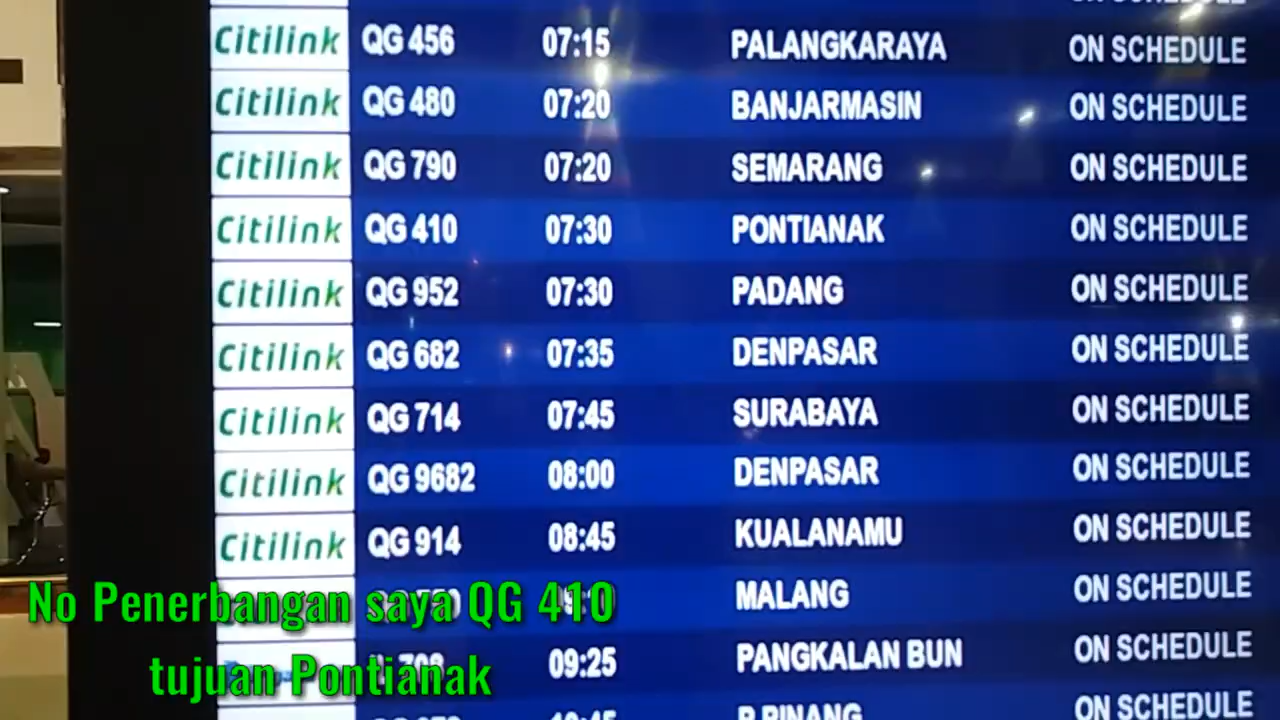 ON SCHEDULE
Citilink QG 456 07:15 PALANGKARAYA ON SCHEDULE
Citilink QG 480 07:20 BANJARMASIN ON SCHEDULE
Citilink QG 790 07:20 SEMARANG ON SCHEDULE
Citilink QG 410 07:30 PONTIANAK ON SCHEDULE
Citilink QG 952 07:30 PADANG ON SCHEDULE
Citilink QG 682 07:35 DENPASAR ON SCHEDULE
Citilink QG 714 07:45 SURABAYA ON SCHEDULE
Citilink QG 9682 08:00 DENPASAR ON SCHEDULE
Citilink QG 914 08:45 KUALANAMU ON SCHEDULE
MALANG ON SCHEDULE
09:25 PANGKALAN BUN ON SCHEDULE
P.PINANG ON SCHEDULE
No Penerbangan saya QG 410
tujuan Pontianak